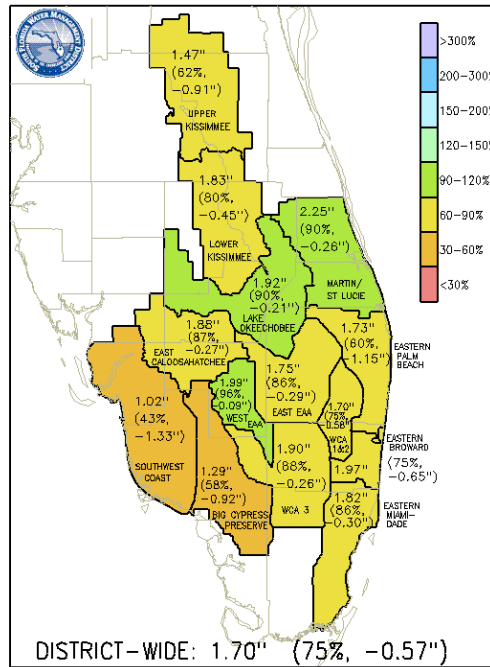 SOUTH FLORIDA WATER MANAGEMENT DISTRICT
1.47"
(62%,
-0.91")
UPPER
KISSIMMEE
1.83"
(80%,
-0.45")
LOWER
KISSIMMEE
2.25"
(90%,
-0.26")
MARTIN/
ST LUCIE
1.92"
(90%,
-0.21")
LAKE
OKEECHOBEE
1.88"
(87%,
-0.27")
EAST
CALOOSAHATCHEE
1.73"
(60%,
-1.15")
EASTERN
PALM
BEACH
1.75"
(86%,
-0.29")
EAST EAA
1.99"
(96%,
-0.09")
WEST
EAA
1.70"
(75%,
-0.58")
WCA
1&2
1.02"
(43%,
-1.33")
SOUTHWEST
COAST
1.29"
(58%,
-0.92")
BIG CYPRESS
PRESERVE
1.90"
(88%,
-0.26")
WCA 3
1.97"
EASTERN
BROWARD
(75%,
-0.65")
1.82"
(86%,
-0.30")
EASTERN
MIAMI-
DADE
>300%
200-300%
150-200%
120-150%
90-120%
60-90%
30-60%
<30%
DISTRICT-WIDE: 1.70" (75%, -0.57")